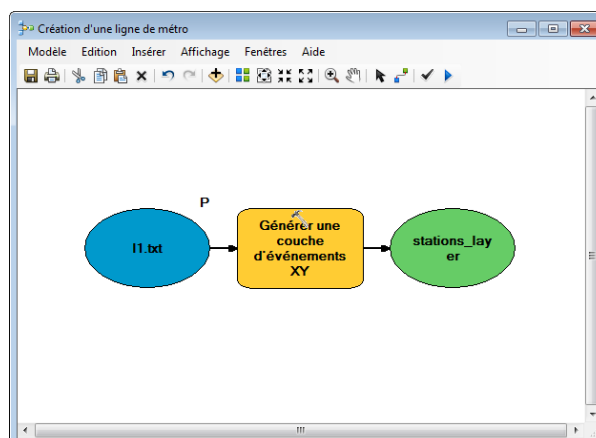 Création d'une ligne de métro
Modèle Edition Insérer Affichage Fenêtres Aide
P
l1.txt
Générer une
couche
d'événements
XY
stations_lay
er